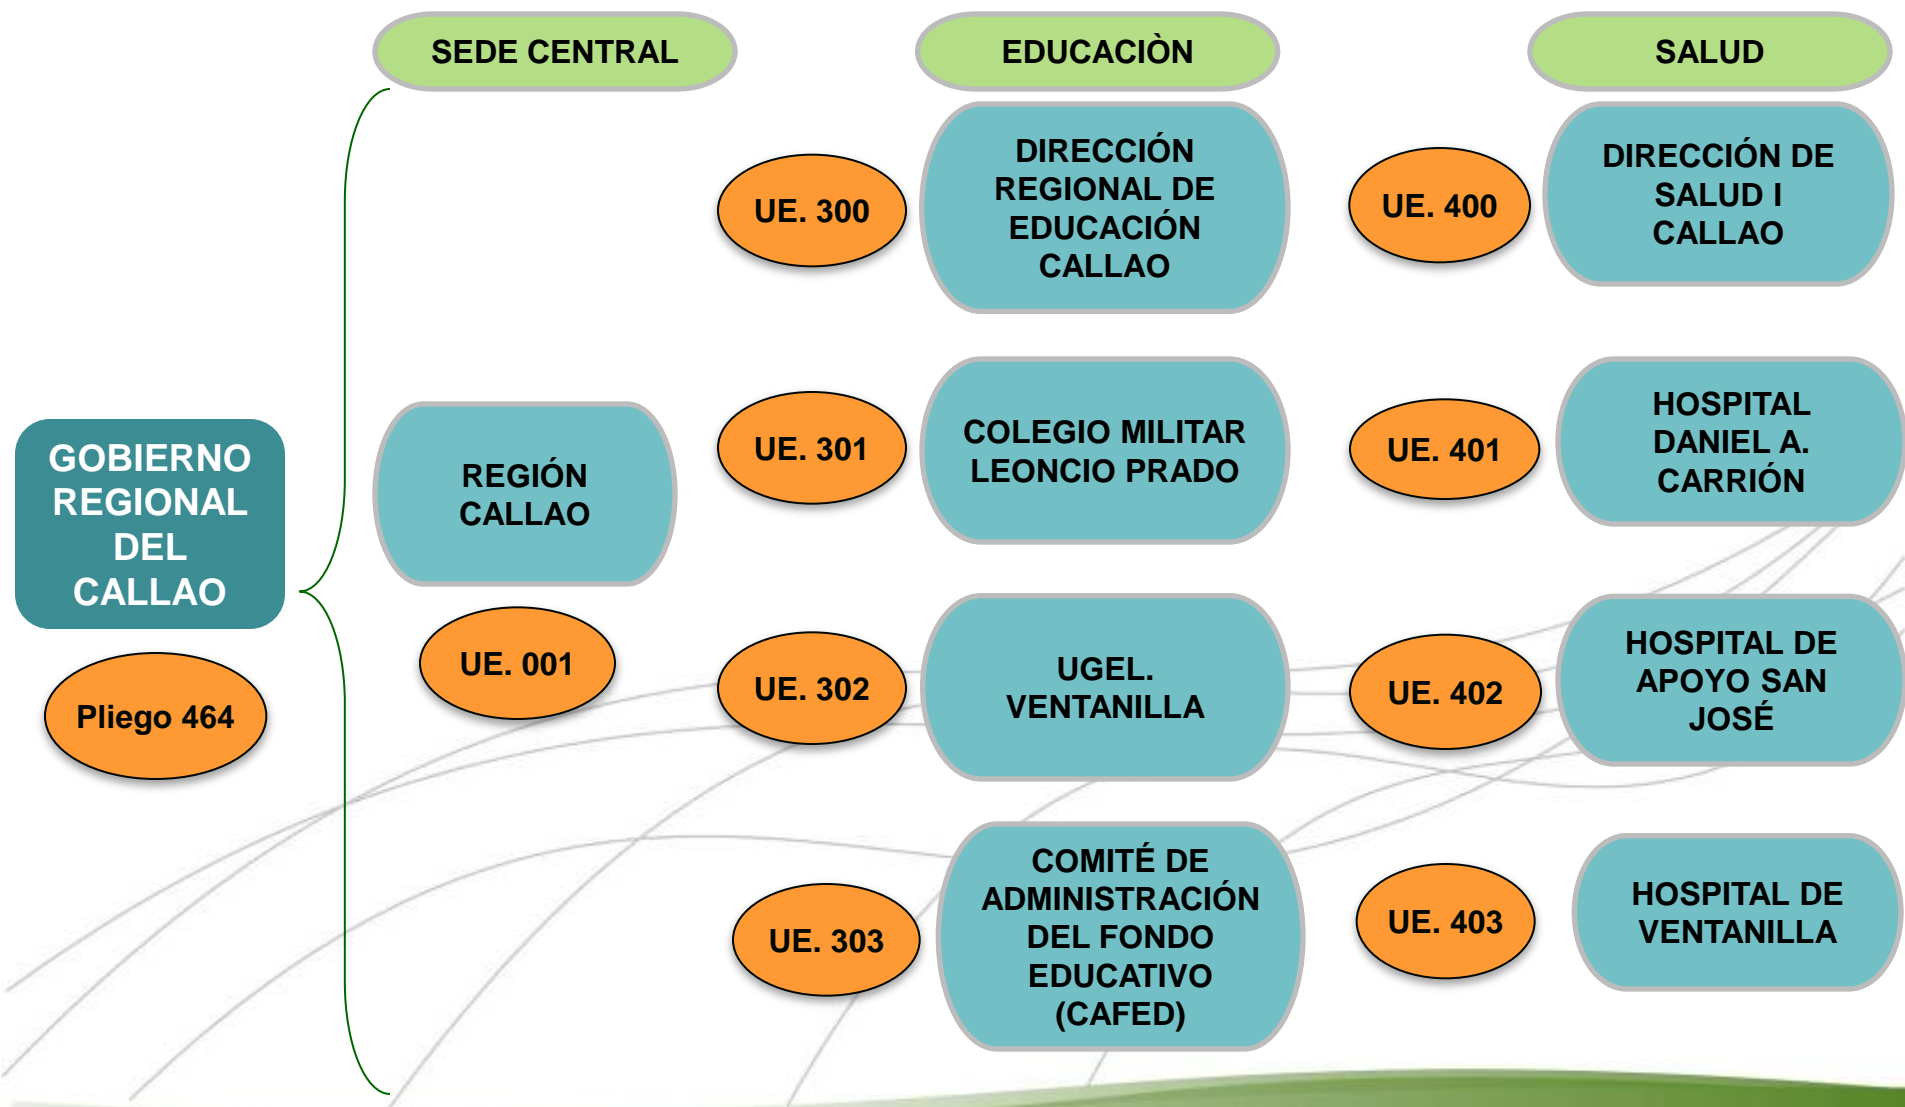 SEDE CENTRAL
EDUCACIÒN
SALUD
GOBIERNO
REGIONAL
DEL
CALLAO
Pliego 464
REGIÓN
CALLAO
UE. 001
UE. 300
DIRECCIÓN
REGIONAL DE
EDUCACIÓN
CALLAO
UE. 301
COLEGIO MILITAR
LEONCIO PRADO
UE. 302
UGEL.
VENTANILLA
UE. 303
COMITÉ DE
ADMINISTRACIÓN
DEL FONDO
EDUCATIVO
(CAFED)
UE. 400
DIRECCIÓN DE
SALUD I
CALLAO
UE. 401
HOSPITAL
DANIEL A.
CARRIÓN
UE. 402
HOSPITAL DE
APOYO SAN
JOSÉ
UE. 403
HOSPITAL DE
VENTANILLA